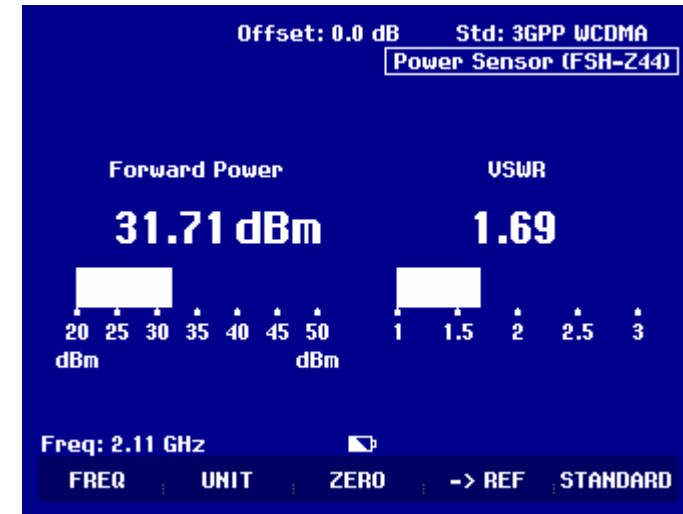 Offset: 0.0 dB Std: 3GPP WCDMA
Power Sensor (FSH-Z44)
Forward Power VSWR
31.71 dBm 1.69
20 25 30 35 40 45 50 1 1.5 2 2.5 3
dBm dBm
Freq: 2.11 GHz
FREQ UNIT ZERO -> REF STANDARD